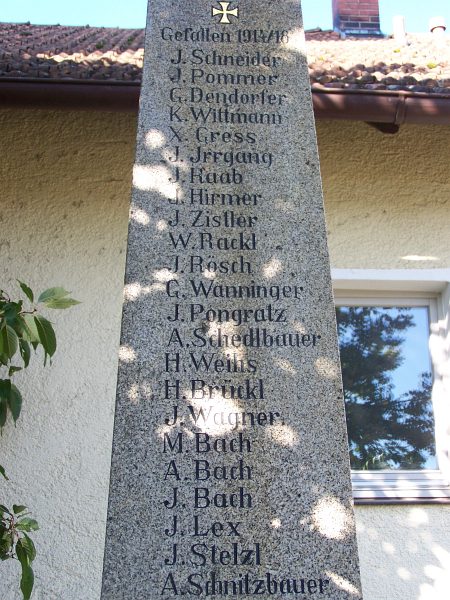 Gefallen 1914/18
J. Schneider
J. Pommer
G. Dendorfer
K. Wittmann
X. Gress
J. Jrrgang
J. Raab
J. Hirmer
J. Zistler
W. Rackl
J. Rösch
G. Wanninger
J. Pongratz
A. Schedlbauer
H. Weihs
H. Brückl
J. Wagner
M. Bach
A. Bach
J. Bach
J. Lex
J. Stelzl
A. Schnitzbauer